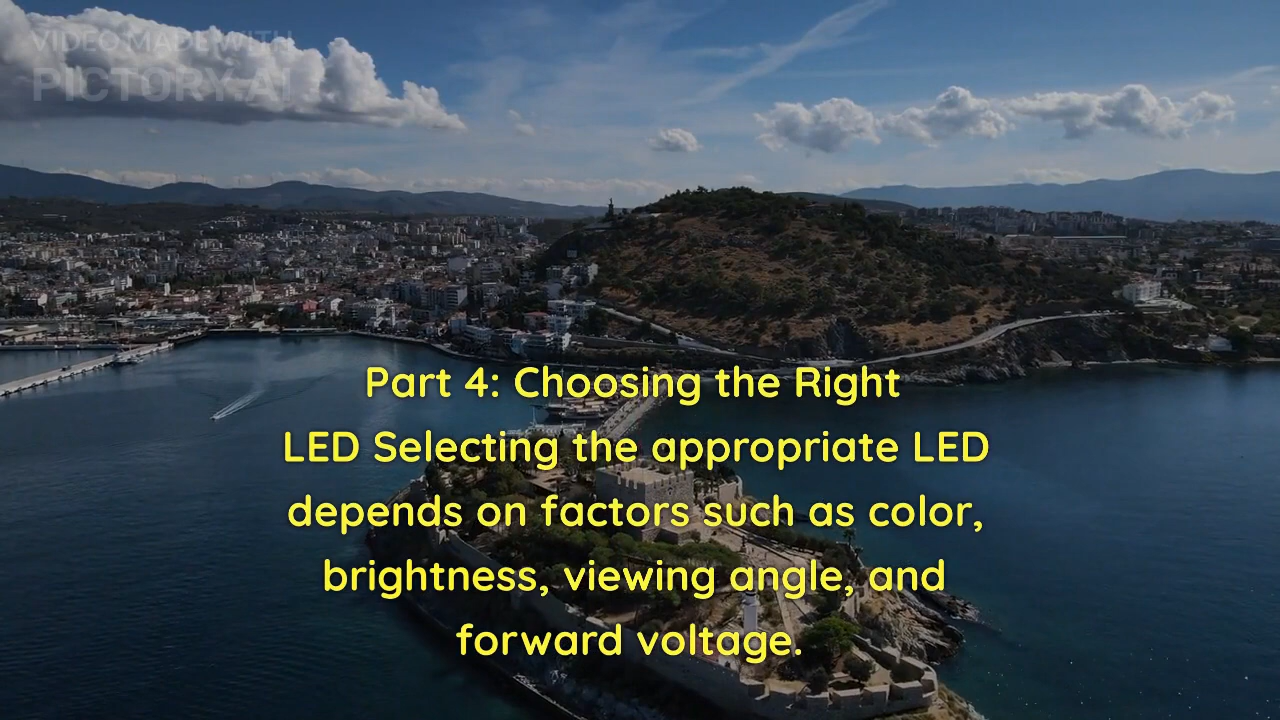 VIDEO MADE WITH
PICTORY.AI
Part 4: Choosing the Right
LED Selecting the appropriate LED
depends on factors such as color,
brightness, viewing angle, and
forward voltage.